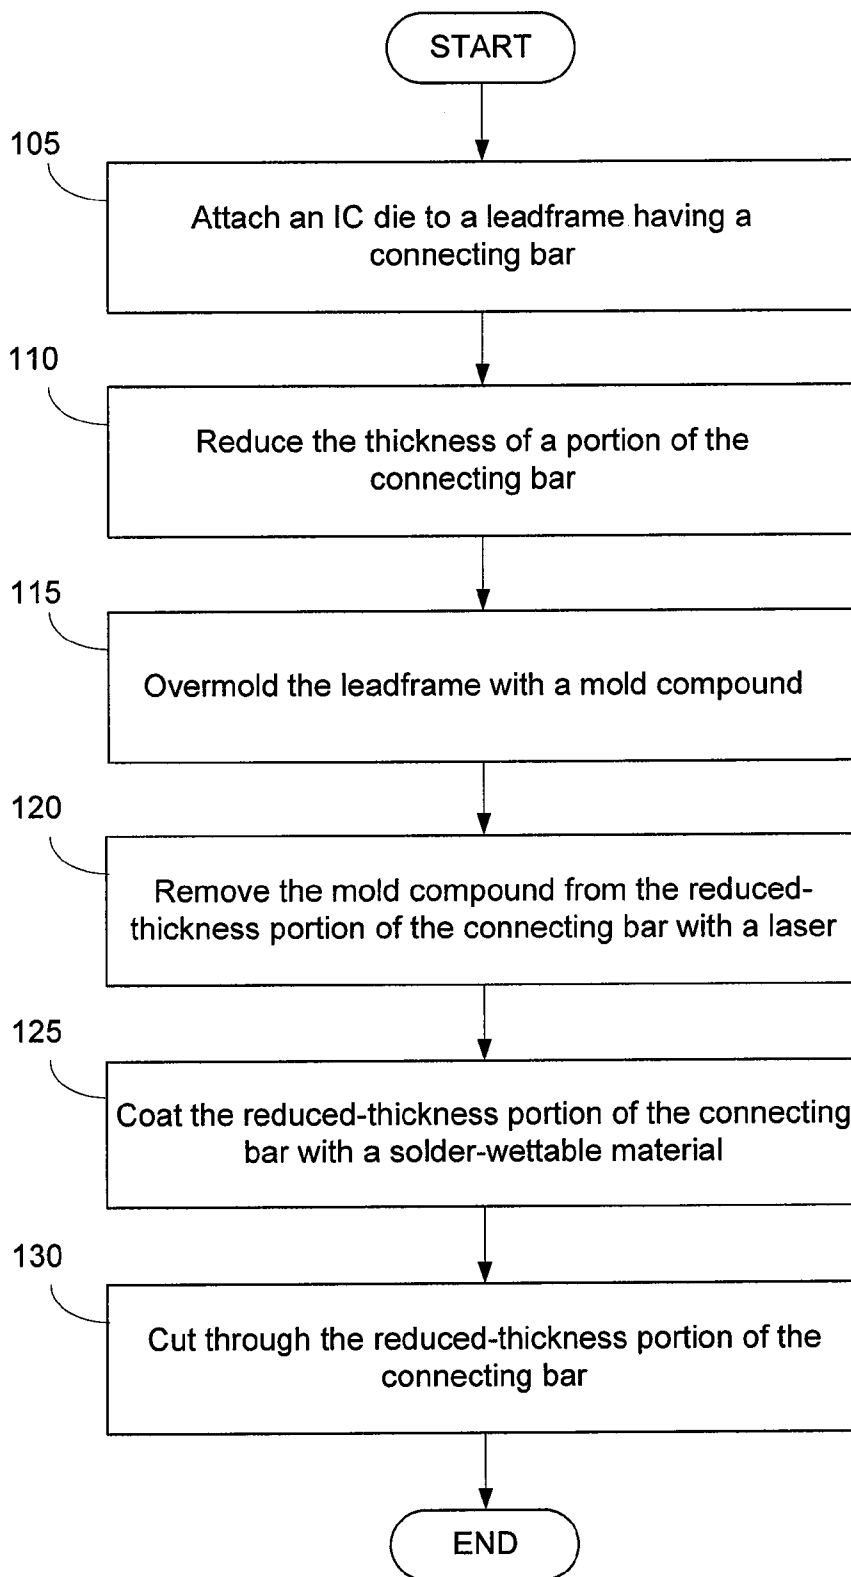 START
105
Attach an IC die to a leadframe having a
connecting bar
110
Reduce the thickness of a portion of the
connecting bar
115
Overmold the leadframe with a mold compound
120
Remove the mold compound from the reduced-
thickness portion of the connecting bar with a laser
125
Coat the reduced-thickness portion of the connecting
bar with a solder-wettable material
130
Cut through the reduced-thickness portion of the
connecting bar
END